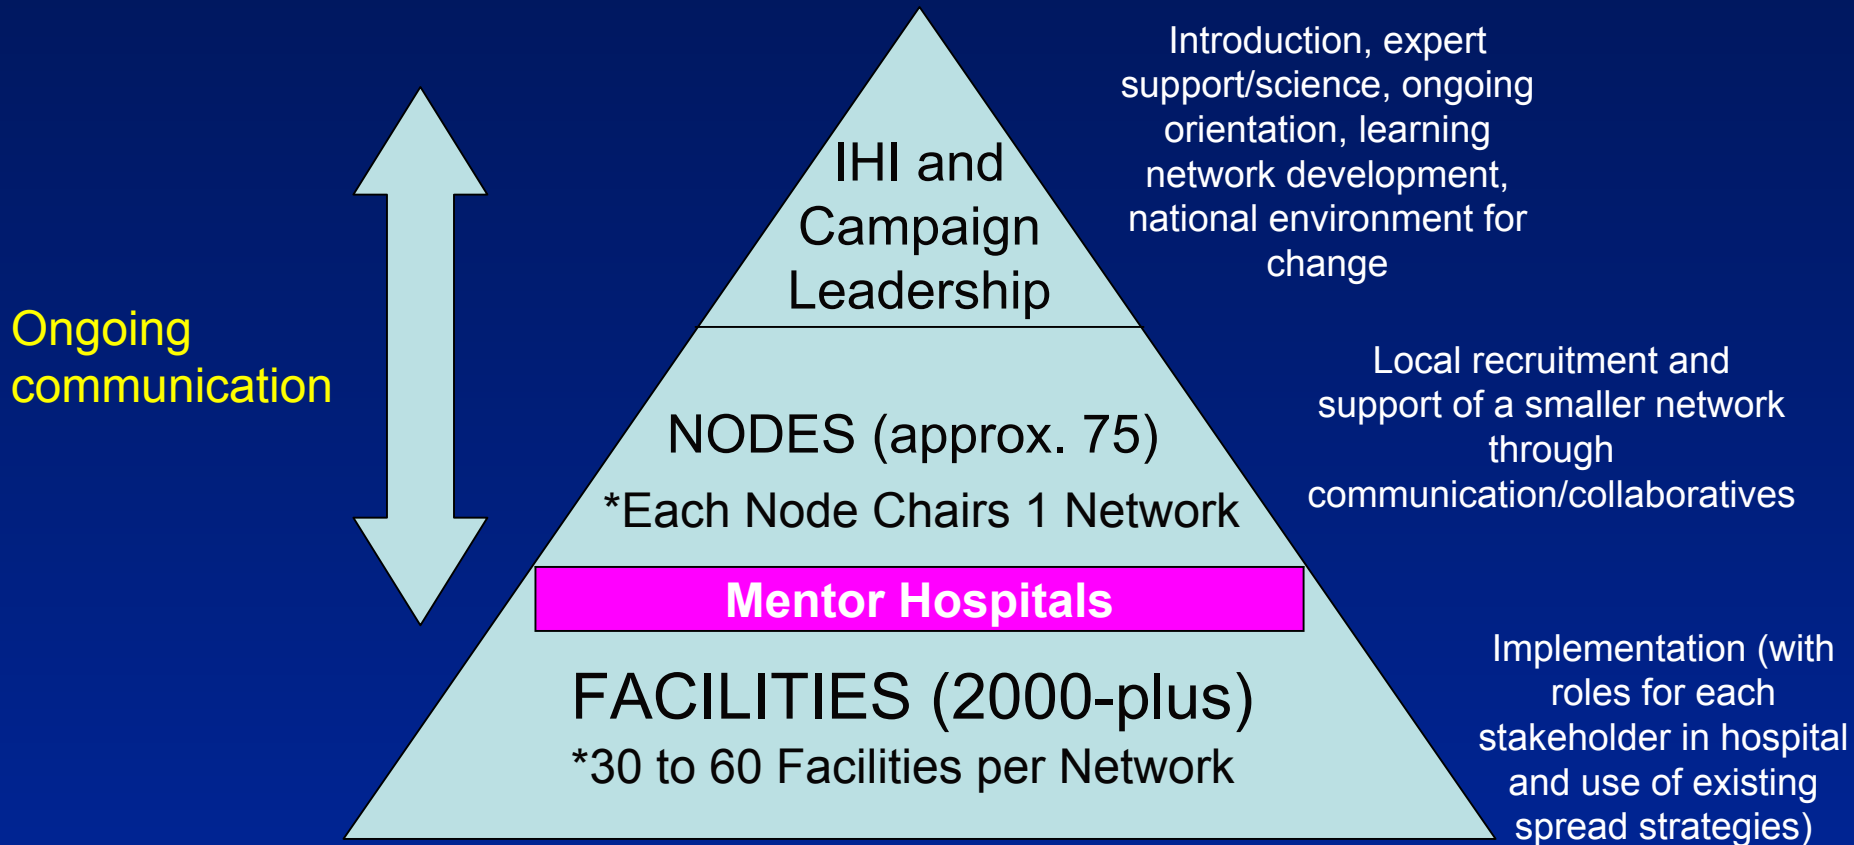 Ongoing
communication
IHI and
Campaign
Leadership
Introduction, expert
support/science, ongoing
orientation, learning
network development,
national environment for
change
NODES (approx. 75)
*Each Node Chairs 1 Network
Local recruitment and
support of a smaller network
through
communication/collaboratives
Mentor Hospitals
FACILITIES (2000-plus)
*30 to 60 Facilities per Network
Implementation (with
roles for each
stakeholder in hospital
and use of existing
spread strategies)